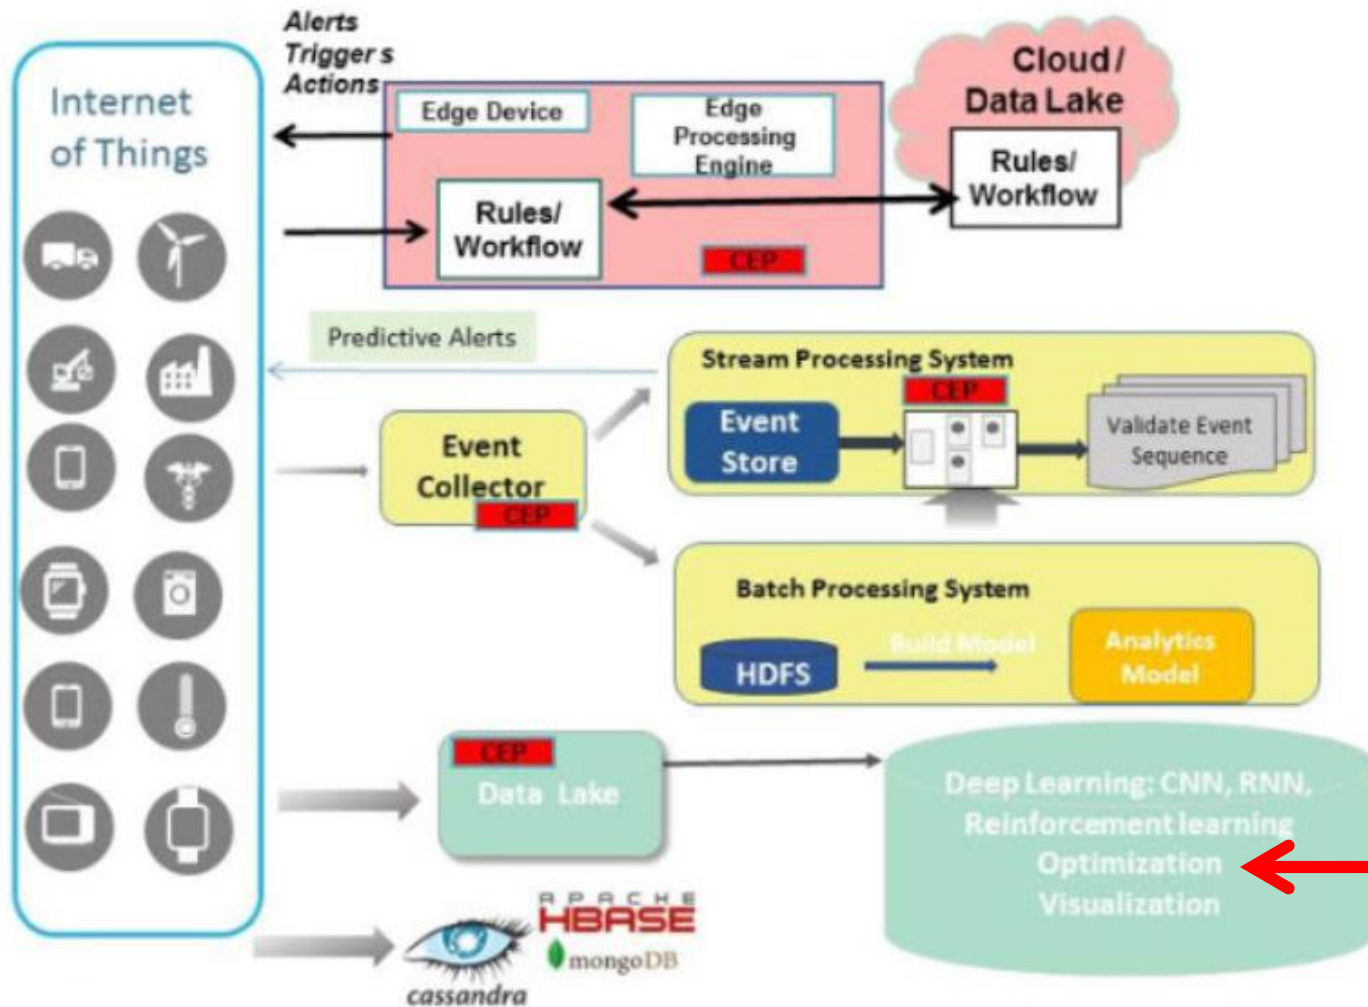 Alerts
Trigger s
Actions
Internet
of Things
Edge Device
Edge
Processing
Engine
Rules/
Workflow
CEP
Cloud /
Data Lake
Rules/
Workflow
Predictive Alerts
Event
Collector
CEP
Stream Processing System
CEP
Event
Store
Validate Event
Sequence
Batch Processing System
HDFS
Build Model
Analytics
Model
CEP
Data Lake
Deep Learning: CNN, RNN,
Reinforcement learning
Optimization
Visualization
APACHE
HBASE
mongoDB
cassandra